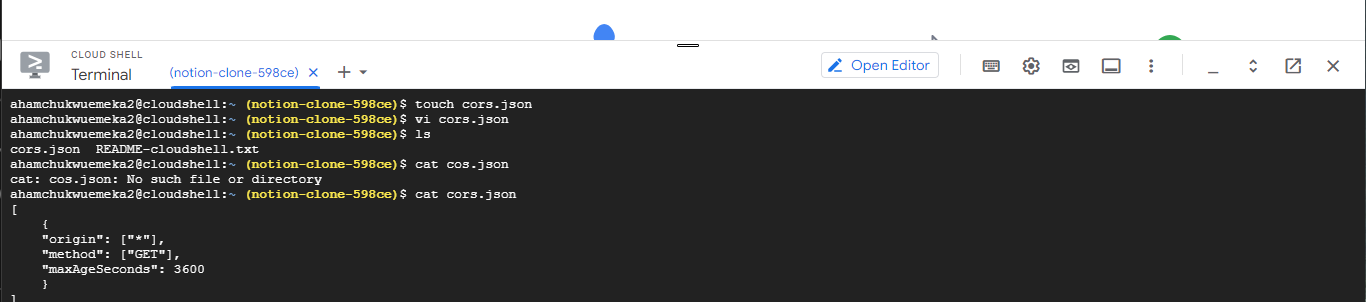 CLOUD SHELL
Terminal
(notion-clone-598ce)
Open Editor
ahamchukwuemeka2@cloudshell:~ (notion-clone-598ce)$ touch cors.json
ahamchukwuemeka2@cloudshell:~ (notion-clone-598ce)$ vi cors.json
ahamchukwuemeka2@cloudshell:~ (notion-clone-598ce)$ ls
cors.json  README-cloudshell.txt
ahamchukwuemeka2@cloudshell:~ (notion-clone-598ce)$ cat cos.json
cat: cos.json: No such file or directory
ahamchukwuemeka2@cloudshell:~ (notion-clone-598ce)$ cat cors.json
[
    {
    "origin": ["*"],
    "method": ["GET"],
    "maxAgeSeconds": 3600
    }
]